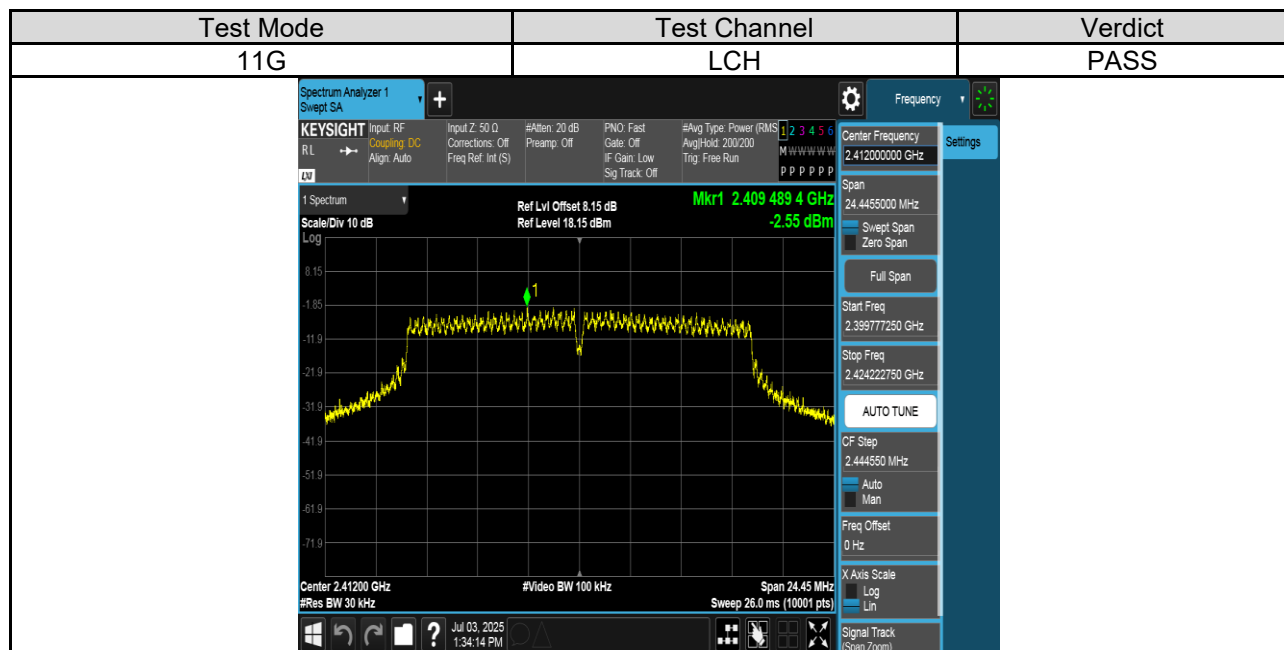 Test Mode Test Channel Verdict
11G LCH PASS
Spectrum Analyzer 1
Swept SA
+
Frequency
KEYSIGHT
RL
LXI
Input: RF
Coupling: DC
Align: Auto
Input Z: 50 Ω
Corrections: Off
Freq Ref: Int (S)
#Atten: 20 dB
Preamp: Off
PNO: Fast
Gate: Off
IF Gain: Low
Sig Track: Off
#Avg Type: Power (RMS
Avg|Hold: 200/200
Trig: Free Run
1 2 3 4 5 6
M W W W W W
P P P P P P
Settings
Center Frequency
2.412000000 GHz
Span
24.4455000 MHz
Swept Span
Zero Span
Full Span
Start Freq
2.399777250 GHz
Stop Freq
2.424222750 GHz
AUTO TUNE
CF Step
2.444550 MHz
Auto
Man
Freq Offset
0 Hz
X Axis Scale
Log
Lin
Signal Track
(Span Zoom)
1 Spectrum
Scale/Div 10 dB
Log
Ref Lvl Offset 8.15 dB
Ref Level 18.15 dBm
Mkr1 2.409 489 4 GHz
-2.55 dBm
8.15
-1.85
-11.9
-21.9
-31.9
-41.9
-51.9
-61.9
-71.9
1
Center 2.41200 GHz
#Res BW 30 kHz
#Video BW 100 kHz
Span 24.45 MHz
Sweep 26.0 ms (10001 pts)
?
Jul 03, 2025
1:34:14 PM